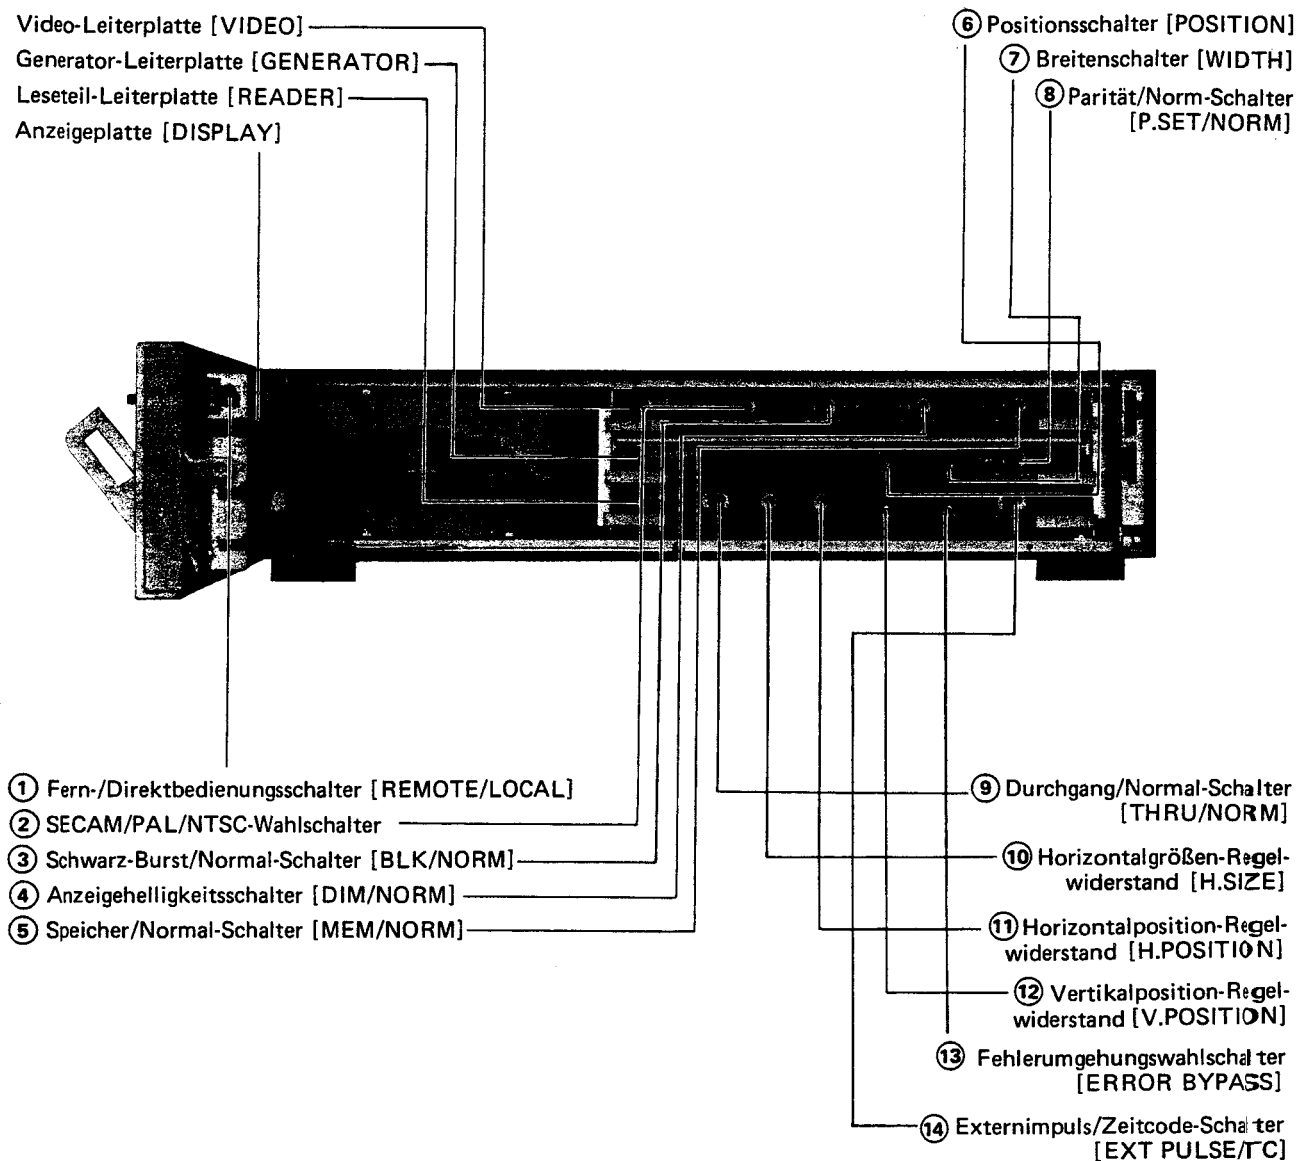 Video-Leiterplatte [VIDEO]
Generator-Leiterplatte [GENERATOR]
Leseteil-Leiterplatte [READER]
Anzeigeplatte [DISPLAY]
⑥ Positionsschalter [POSITION]
⑦ Breitenschalter [WIDTH]
⑧ Parität/Norm-Schalter
[P.SET/NORM]
① Fern-/Direktbedienungsschalter [REMOTE/LOCAL]
② SECAM/PAL/NTSC-Wahlschalter
③ Schwarz-Burst/Normal-Schalter [BLK/NORM]
④ Anzeigehelligkeitsschalter [DIM/NORM]
⑤ Speicher/Normal-Schalter [MEM/NORM]
⑨ Durchgang/Normal-Schalter
[THRU/NORM]
⑩ Horizontalgrößen-Regel-
widerstand [H.SIZE]
⑪ Horizontalposition-Regel-
widerstand [H.POSITION]
⑫ Vertikalposition-Regel-
widerstand [V.POSITION]
⑬ Fehlerumgehungswahlschalter
[ERROR BYPASS]
⑭ Externimpuls/Zeitcode-Schalter
[EXT PULSE/TC]